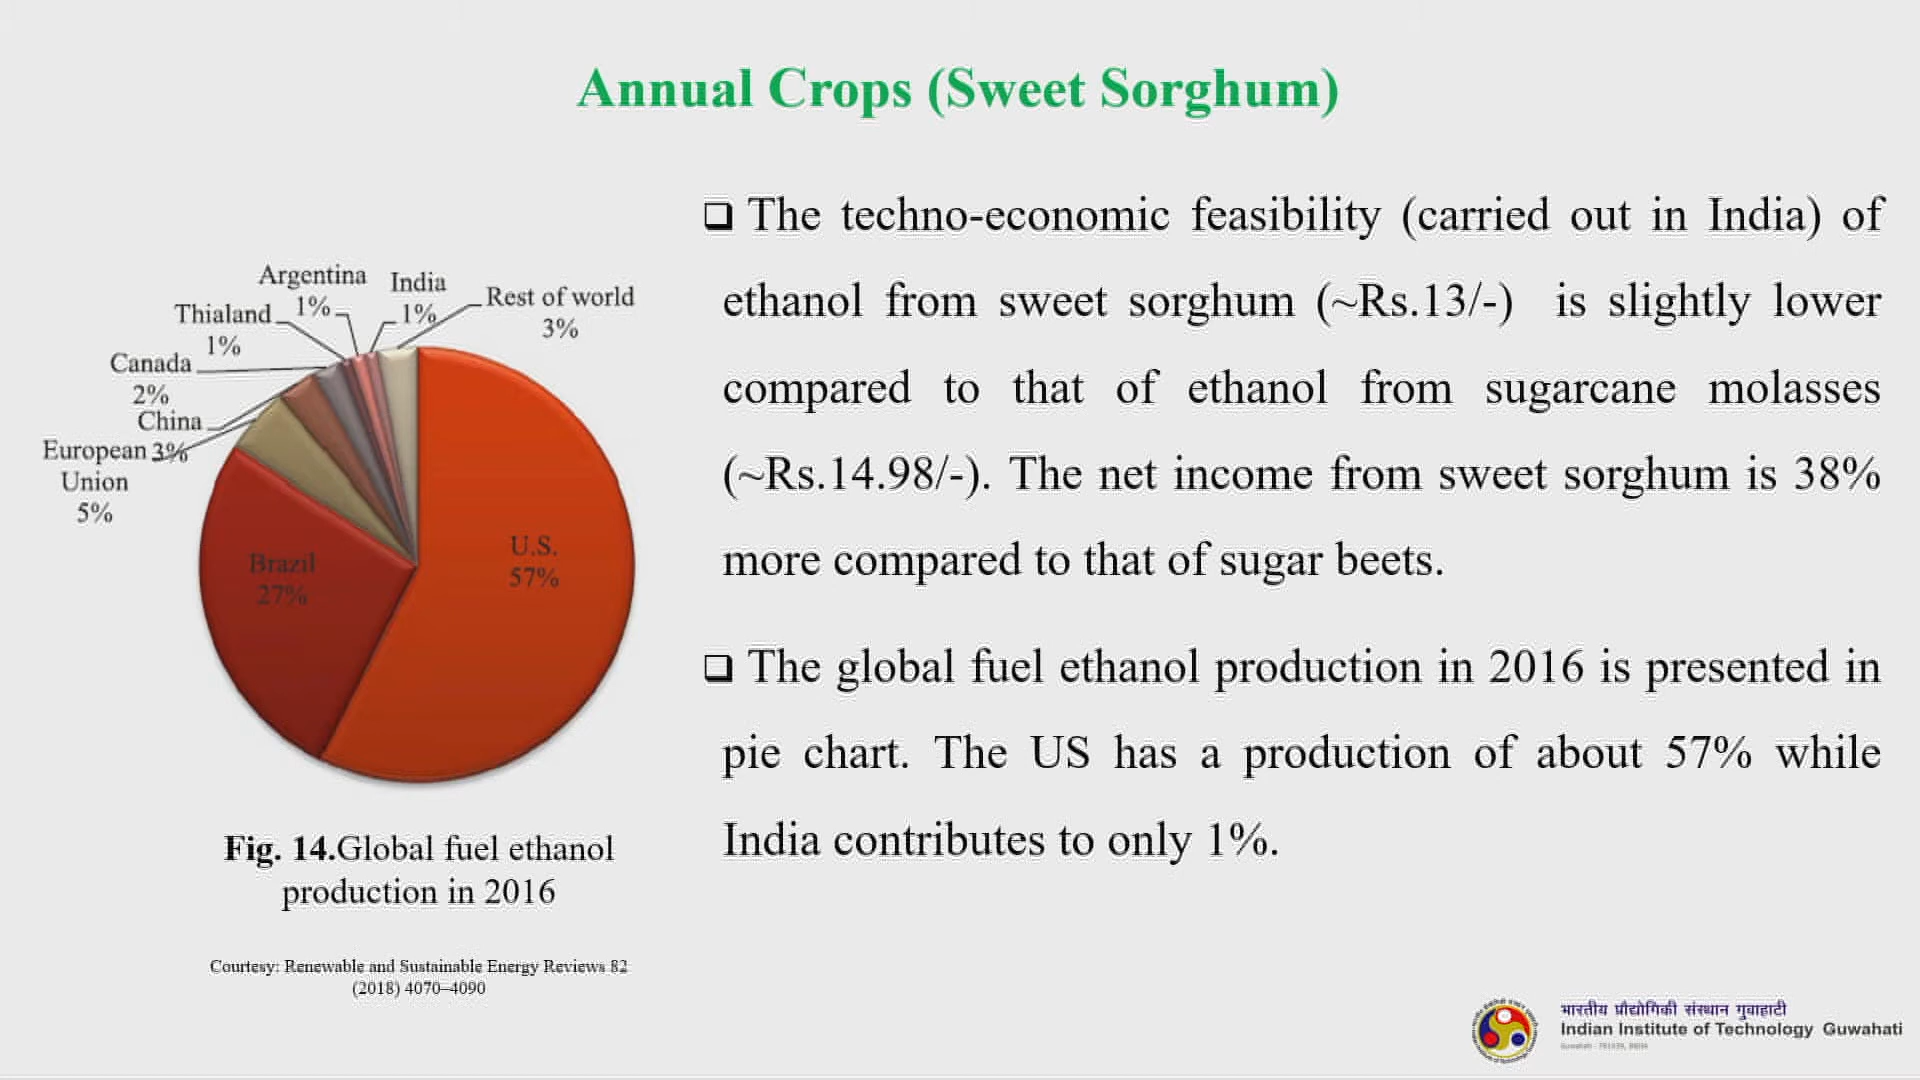 Annual Crops (Sweet Sorghum)
Argentina
1%
India
1%
Rest of world
3%
Thialand
1%
Canada
2%
China
3%
European
Union
5%
Brazil
27%
U.S.
57%
Fig. 14.Global fuel ethanol
production in 2016
Courtesy: Renewable and Sustainable Energy Reviews 82
(2018) 4070–4090
❑ The techno-economic feasibility (carried out in India) of
ethanol from sweet sorghum (~Rs.13/-) is slightly lower
compared to that of ethanol from sugarcane molasses
(~Rs.14.98/-). The net income from sweet sorghum is 38%
more compared to that of sugar beets.
❑ The global fuel ethanol production in 2016 is presented in
pie chart. The US has a production of about 57% while
India contributes to only 1%.
भारतीय प्रौद्योगिकी संस्थान गुवाहाटी
Indian Institute of Technology Guwahati
Guwahati - 781039, INDIA